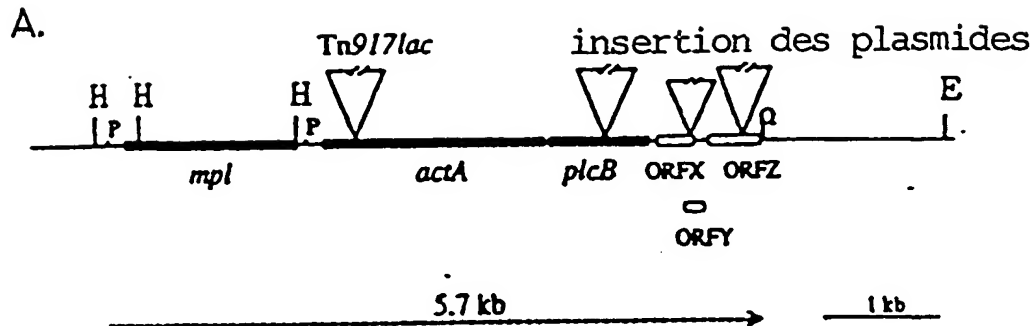 A.
Tn917lac insertion des plasmides
H H H E
P P Ω
mpl actA plcB ORFX ORFZ
ORFY
5.7 kb 1 kb